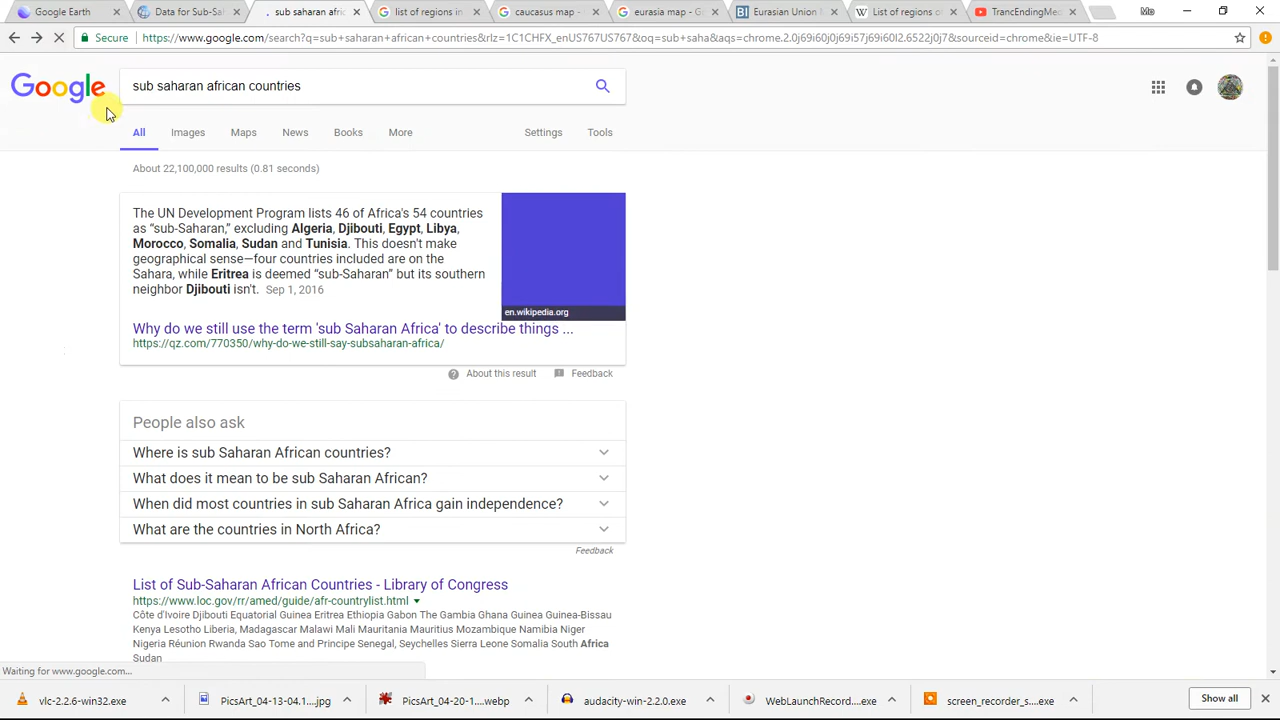 Google Earth
Data for Sub-Sa
sub saharan afri
list of regions in
caucasus map -
eurasia map - G
Eurasian Union M
List of regions o
TrancEndingMe
Secure
https://www.google.com/search?q=sub+saharan+african+countries&rlz=1C1CHFX_enUS767US767&oq=sub+saha&aqs=chrome.2.0j69i60j0j69i57j69i60l2.6522j0j7&sourceid=chrome&ie=UTF-8
Google
sub saharan african countries
All Images Maps News Books More Settings Tools
About 22,100,000 results (0.81 seconds)
The UN Development Program lists 46 of Africa's 54 countries
as “sub-Saharan,” excluding Algeria, Djibouti, Egypt, Libya,
Morocco, Somalia, Sudan and Tunisia. This doesn't make
geographical sense—four countries included are on the
Sahara, while Eritrea is deemed “sub-Saharan” but its southern
neighbor Djibouti isn't. Sep 1, 2016
en.wikipedia.org
Why do we still use the term 'sub Saharan Africa' to describe things ...
https://qz.com/770350/why-do-we-still-say-subsaharan-africa/
About this result Feedback
People also ask
Where is sub Saharan African countries?
What does it mean to be sub Saharan African?
When did most countries in sub Saharan Africa gain independence?
What are the countries in North Africa?
Feedback
List of Sub-Saharan African Countries - Library of Congress
https://www.loc.gov/rr/amed/guide/afr-countrylist.html
Côte d'Ivoire Djibouti Equatorial Guinea Eritrea Ethiopia Gabon The Gambia Ghana Guinea Guinea-Bissau
Kenya Lesotho Liberia, Madagascar Malawi Mali Mauritania Mauritius Mozambique Namibia Niger
Nigeria Réunion Rwanda Sao Tome and Principe Senegal, Seychelles Sierra Leone Somalia South Africa
Sudan
Waiting for www.google.com...
vlc-2.2.6-win32.exe
PicsArt_04-13-04.1....jpg
PicsArt_04-20-1....webp
audacity-win-2.2.0.exe
WebLaunchRecord....exe
screen_recorder_s....exe
Show all